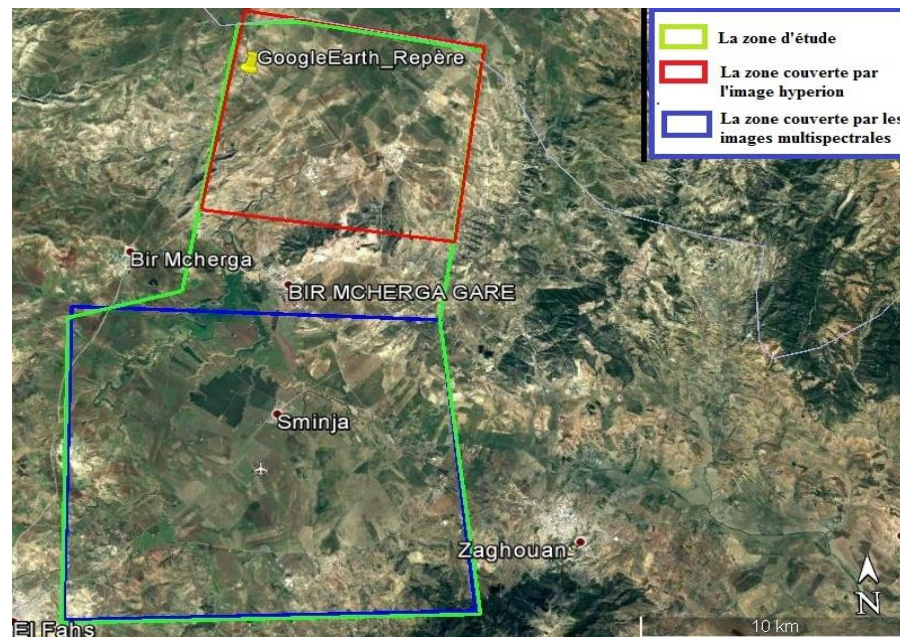 GoogleEarth_Repère
La zone d'étude
La zone couverte par
l'image hyperion
La zone couverte par les
images multispectrales
Bir Mcherga
BIR MCHERGA GARE
Sminja
Zaghouan
El Fahs
N
10 km